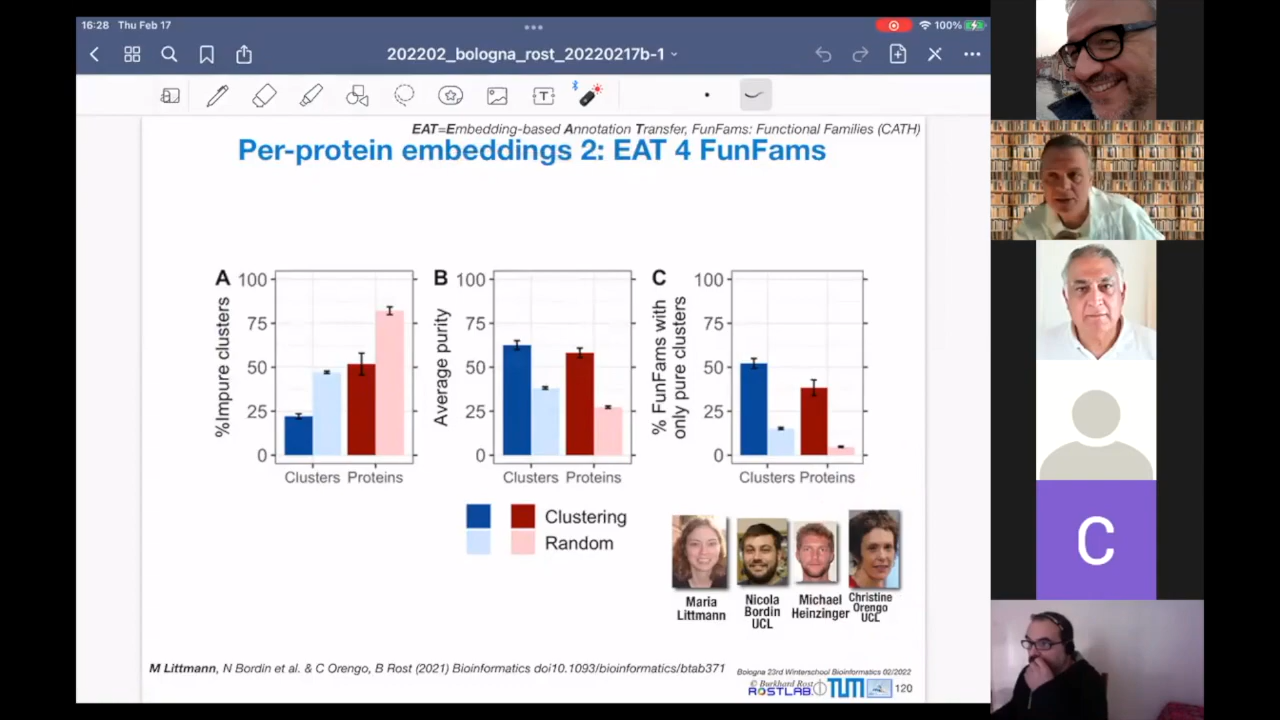 16:28 Thu Feb 17
100%
202202_bologna_rost_20220217b-1
T
EAT=Embedding-based Annotation Transfer, FunFams: Functional Families (CATH)
Per-protein embeddings 2: EAT 4 FunFams
A
%Impure clusters
100
75
50
25
0
Clusters Proteins
B
Average purity
100
75
50
25
0
Clusters Proteins
C
% FunFams with
only pure clusters
100
75
50
25
0
Clusters Proteins
Clustering
Random
Maria
Littmann
Nicola
Bordin
UCL
Michael
Heinzinger
Christine
Orengo
UCL
M Littmann, N Bordin et al. & C Orengo, B Rost (2021) Bioinformatics doi10.1093/bioinformatics/btab371
Bologna 23rd Winterschool Bioinformatics 02/2022
© Burkhard Rost
ROSTLAB
TUM
120
C